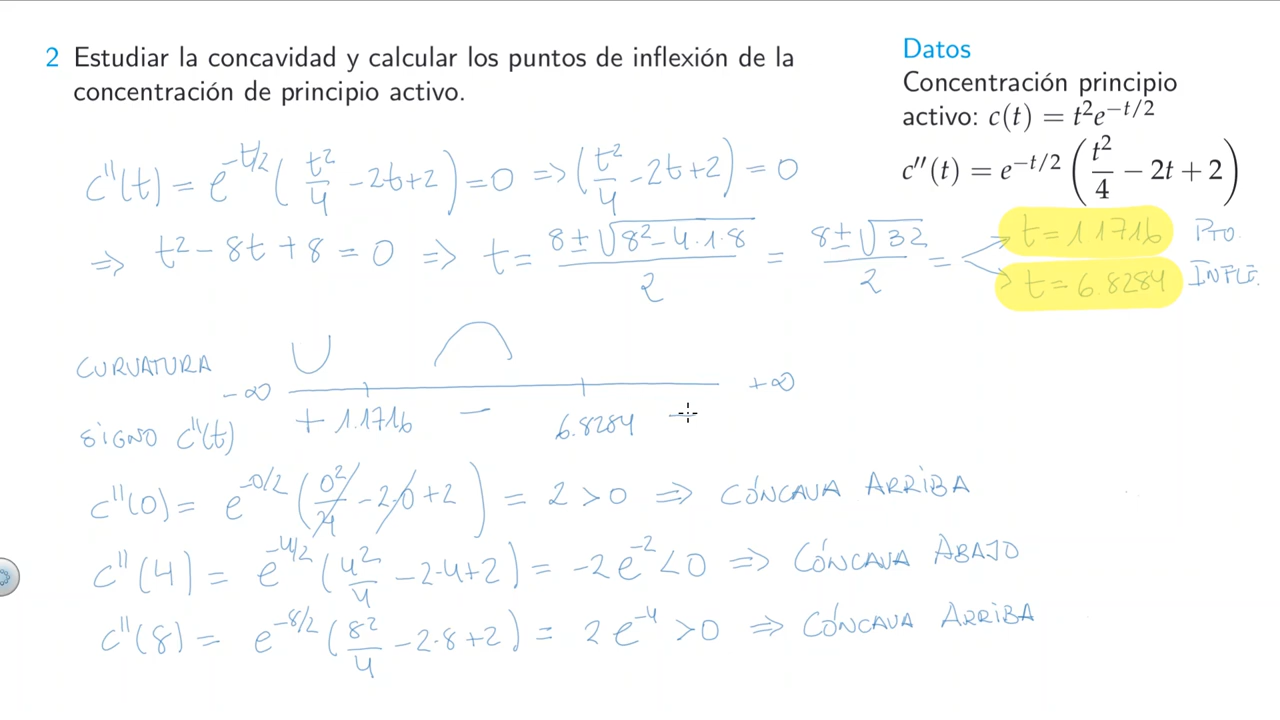 2 Estudiar la concavidad y calcular los puntos de inflexión de la
concentración de principio activo.
Datos
Concentración principio
activo: c(t) = t²e^{−t/2}
c″(t) = e^{−t/2} (t²/4 − 2t + 2)
c"(t) = e^{-t/2} (t²/4 - 2t + 2) = 0 => (t²/4 - 2t + 2) = 0
=> t² - 8t + 8 = 0 => t = (8 ± √(8² - 4·1·8))/2 = (8 ± √32)/2 =
t = 1.1716 PTO.
t = 6.8284 INFLE.
CURVATURA
-∞ +∞
SIGNO C"(t) + 1.1716 − 6.8284 +
C"(0) = e^{-0/2} (0²/4 - 2·0 + 2) = 2 > 0 => CÓNCAVA ARRIBA
C"(4) = e^{-4/2} (4²/4 - 2·4 + 2) = -2e^{-2} < 0 => CÓNCAVA ABAJO
C"(8) = e^{-8/2} (8²/4 - 2·8 + 2) = 2e^{-4} > 0 => CÓNCAVA ARRIBA